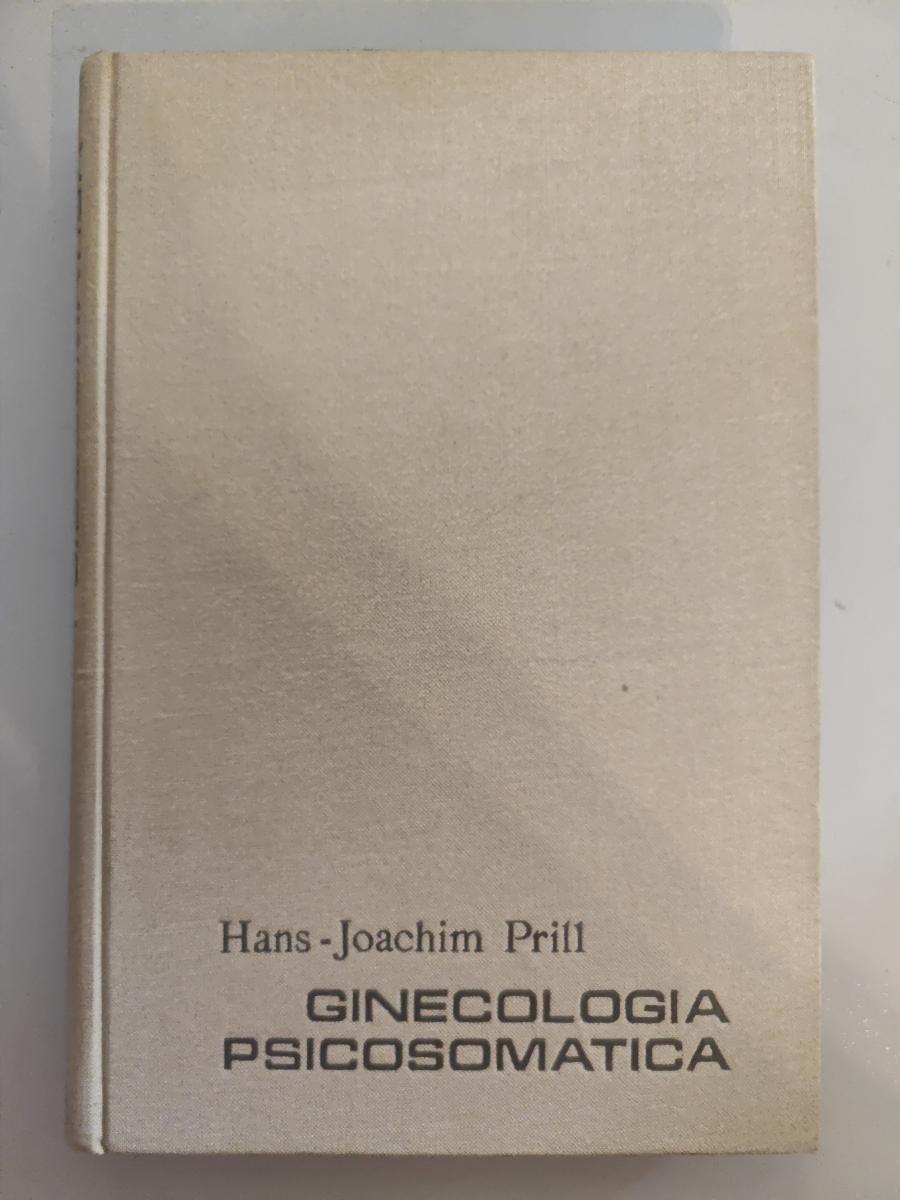 Hans-Joachim Prill
GINECOLOGIA
PSICOSOMATICA